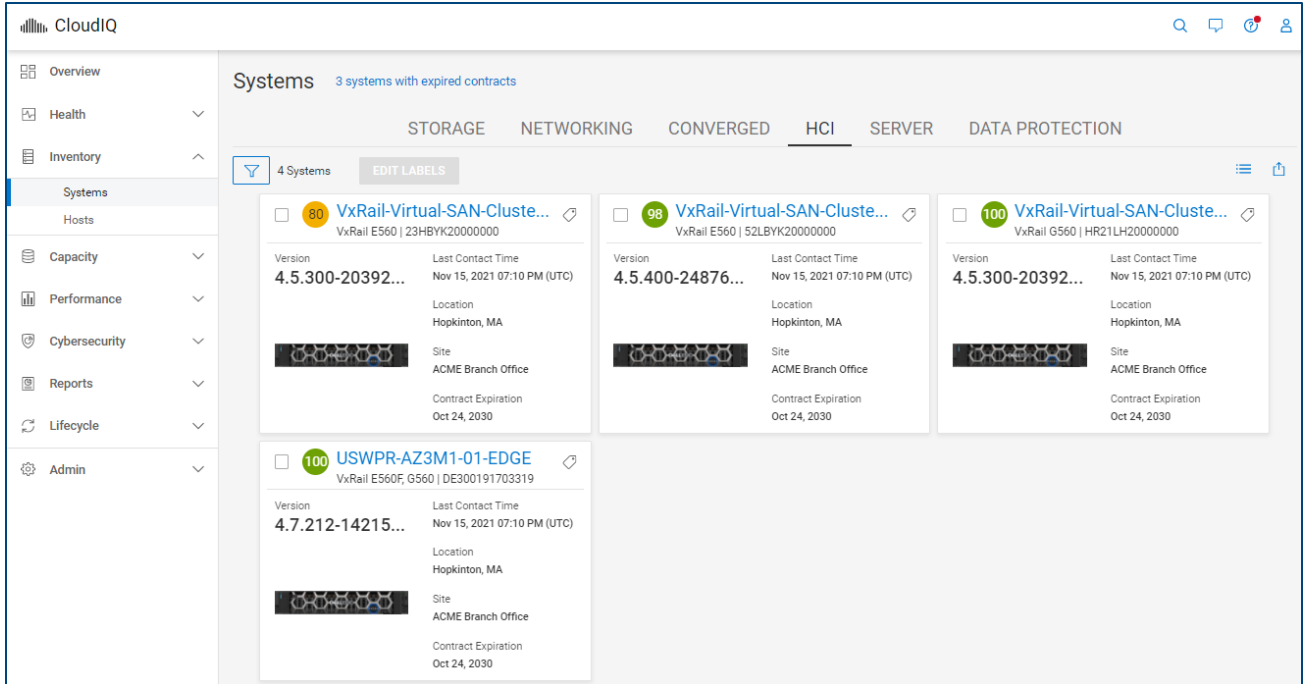 CloudIQ
Overview
Health
Inventory
Systems
Hosts
Capacity
Performance
Cybersecurity
Reports
Lifecycle
Admin
Systems 3 systems with expired contracts
STORAGE NETWORKING CONVERGED HCI SERVER DATA PROTECTION
4 Systems EDIT LABELS
80 VxRail-Virtual-SAN-Cluste...
VxRail E560 | 23HBYK20000000
Version
4.5.300-20392...
Last Contact Time
Nov 15, 2021 07:10 PM (UTC)
Location
Hopkinton, MA
Site
ACME Branch Office
Contract Expiration
Oct 24, 2030
98 VxRail-Virtual-SAN-Cluste...
VxRail E560 | 52LBYK20000000
Version
4.5.400-24876...
Last Contact Time
Nov 15, 2021 07:10 PM (UTC)
Location
Hopkinton, MA
Site
ACME Branch Office
Contract Expiration
Oct 24, 2030
100 VxRail-Virtual-SAN-Cluste...
VxRail G560 | HR21LH20000000
Version
4.5.300-20392...
Last Contact Time
Nov 15, 2021 07:10 PM (UTC)
Location
Hopkinton, MA
Site
ACME Branch Office
Contract Expiration
Oct 24, 2030
100 USWPR-AZ3M1-01-EDGE
VxRail E560F, G560 | DE300191703319
Version
4.7.212-14215...
Last Contact Time
Nov 15, 2021 07:10 PM (UTC)
Location
Hopkinton, MA
Site
ACME Branch Office
Contract Expiration
Oct 24, 2030